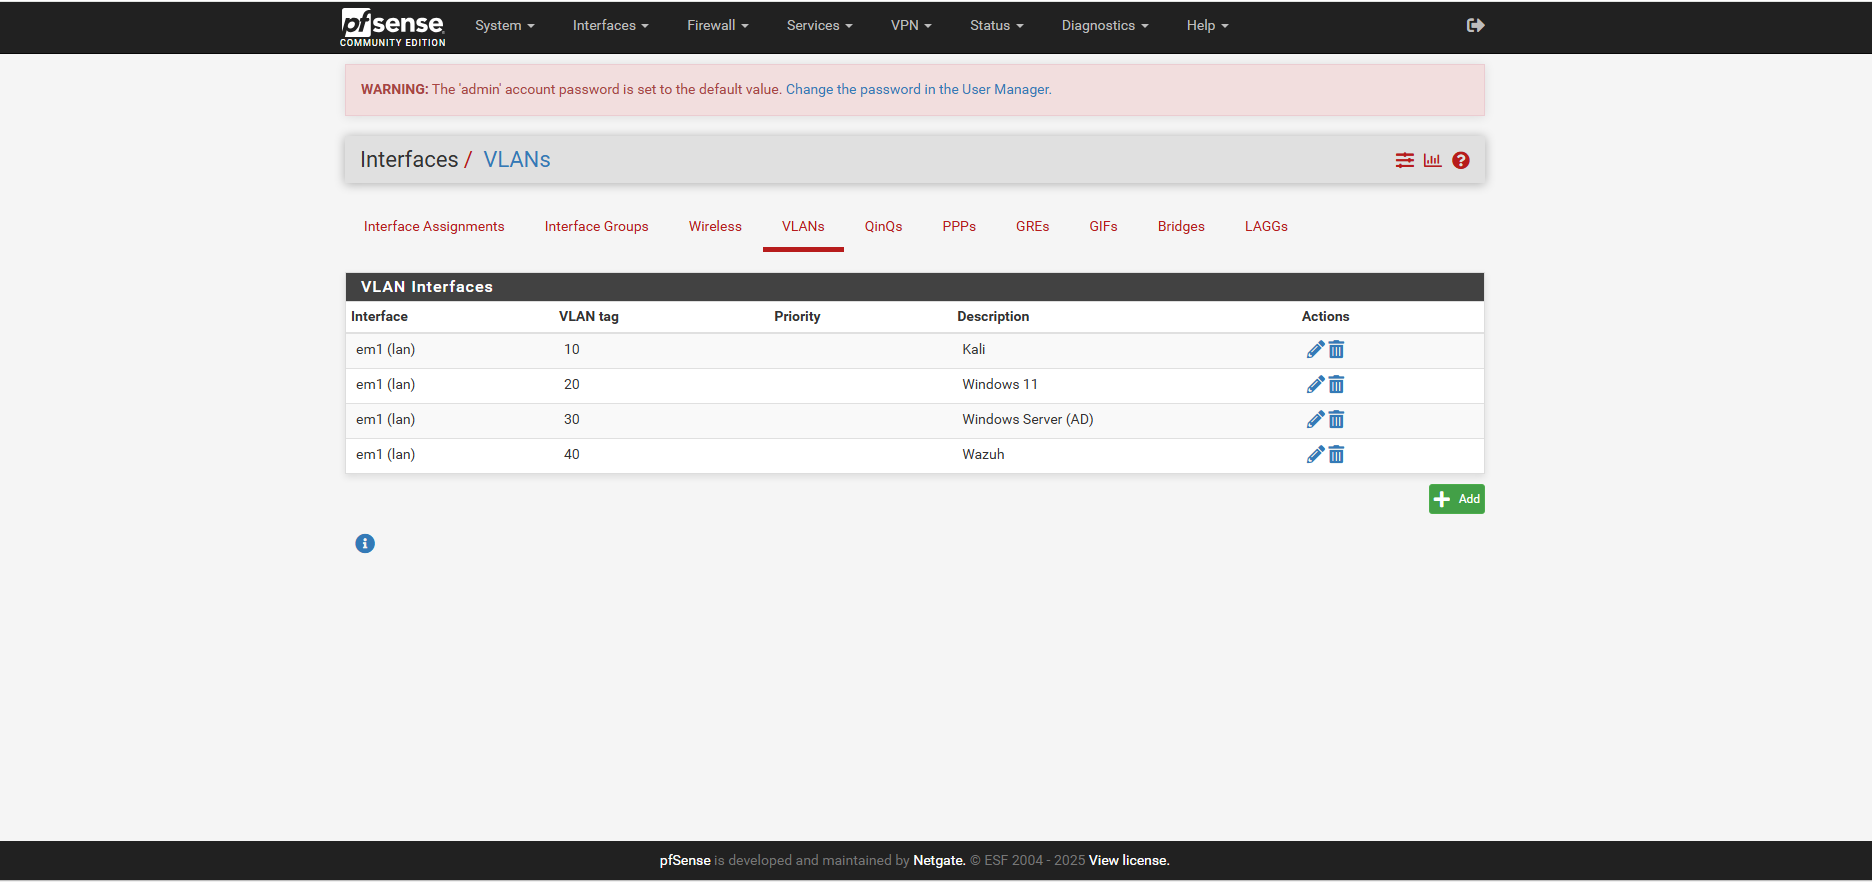 pfsense System Interfaces Firewall Services VPN Status Diagnostics Help
COMMUNITY EDITION
WARNING: The 'admin' account password is set to the default value. Change the password in the User Manager.
Interfaces / VLANs
Interface Assignments Interface Groups Wireless VLANs QinQs PPPs GREs GIFs Bridges LAGGs
VLAN Interfaces
Interface VLAN tag Priority Description Actions
em1 (lan) 10 Kali
em1 (lan) 20 Windows 11
em1 (lan) 30 Windows Server (AD)
em1 (lan) 40 Wazuh
Add
pfSense is developed and maintained by Netgate. © ESF 2004 - 2025 View license.